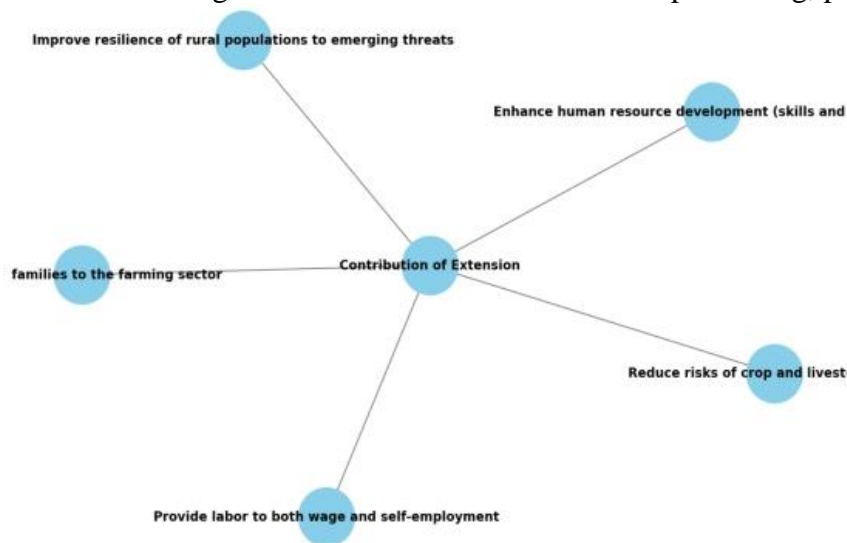 Improve resilience of rural populations to emerging threats
Enhance human resource development (skills and
Contribution of Extension
families to the farming sector
Reduce risks of crop and livest
Provide labor to both wage and self-employment